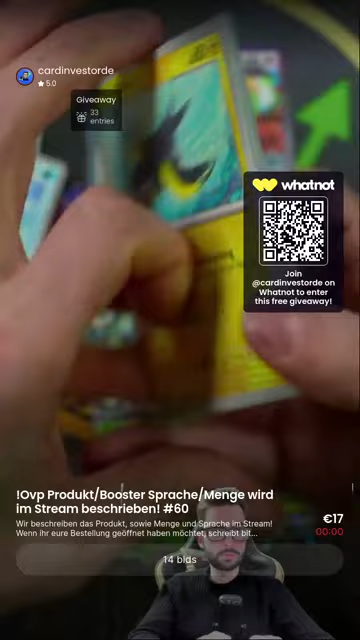 cardinvestorde
★ 5.0
Giveaway
33
entries
whatnot
Join
@cardinvestorde on
Whatnot to enter
this free giveaway!
!Ovp Produkt/Booster Sprache/Menge wird
im Stream beschrieben! #60
Wir beschreiben das Produkt, sowie Menge und Sprache im Stream!
Wenn ihr eure Bestellung geöffnet haben möchtet, schreibt bit...
€17
00:00
14 bids